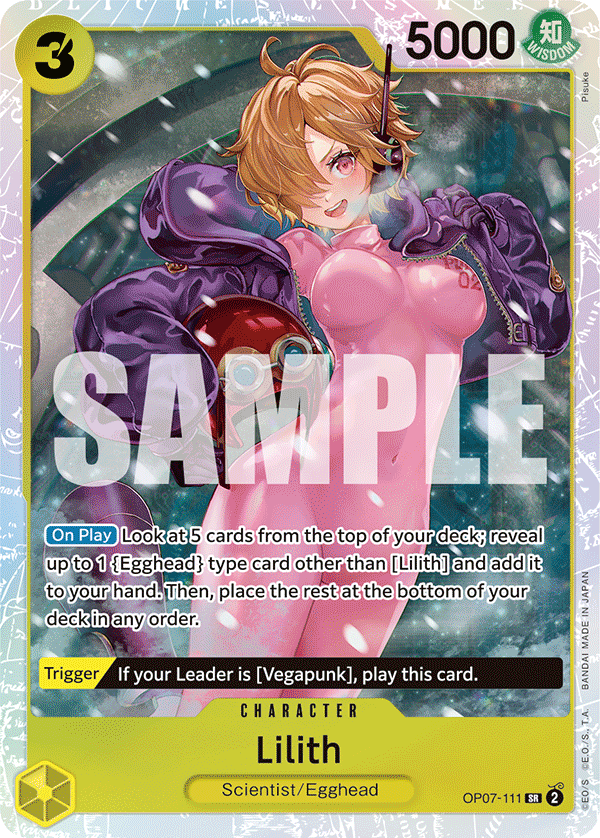 3
5000
知
WISDOM
Pisuke
02
SAMPLE
On Play Look at 5 cards from the top of your deck; reveal
up to 1 {Egghead} type card other than [Lilith] and add it
to your hand. Then, place the rest at the bottom of your
deck in any order.
Trigger If your Leader is [Vegapunk], play this card.
CHARACTER
Lilith
Scientist/Egghead
OP07-111 SR 2
©EO/S ©E.O./S., T.A. BANDAI MADE IN JAPAN